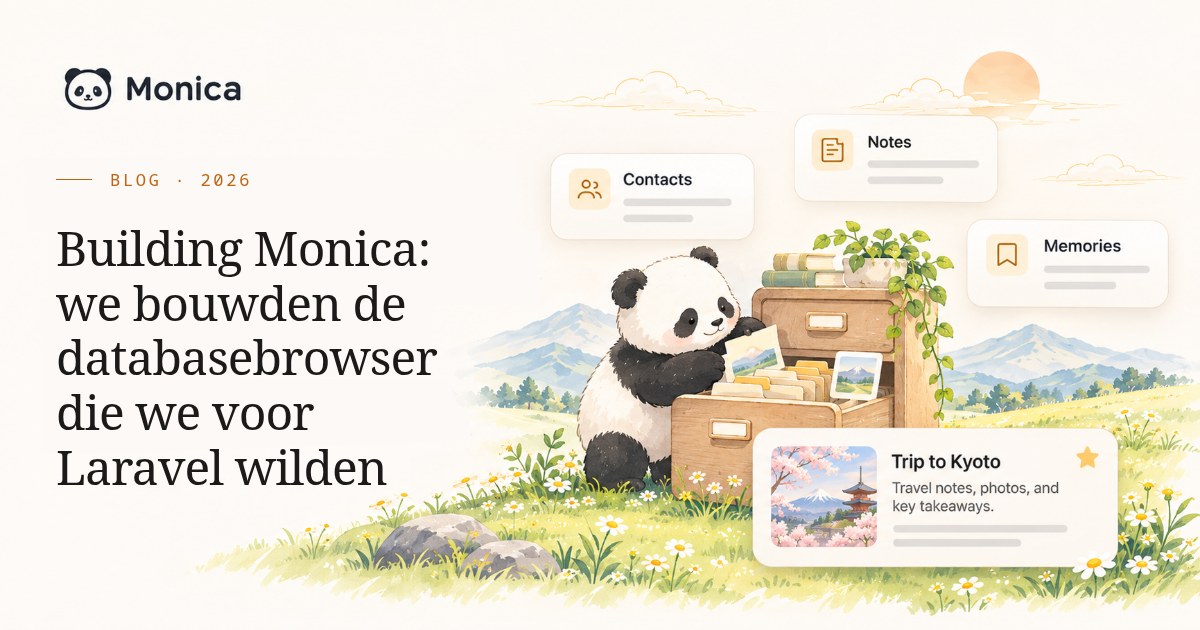 Monica
BLOG · 2026
Building Monica:
we bouwden de
databasebrowser
die we voor
Laravel wilden
Contacts
Notes
Memories
Trip to Kyoto
Travel notes, photos, and
key takeaways.